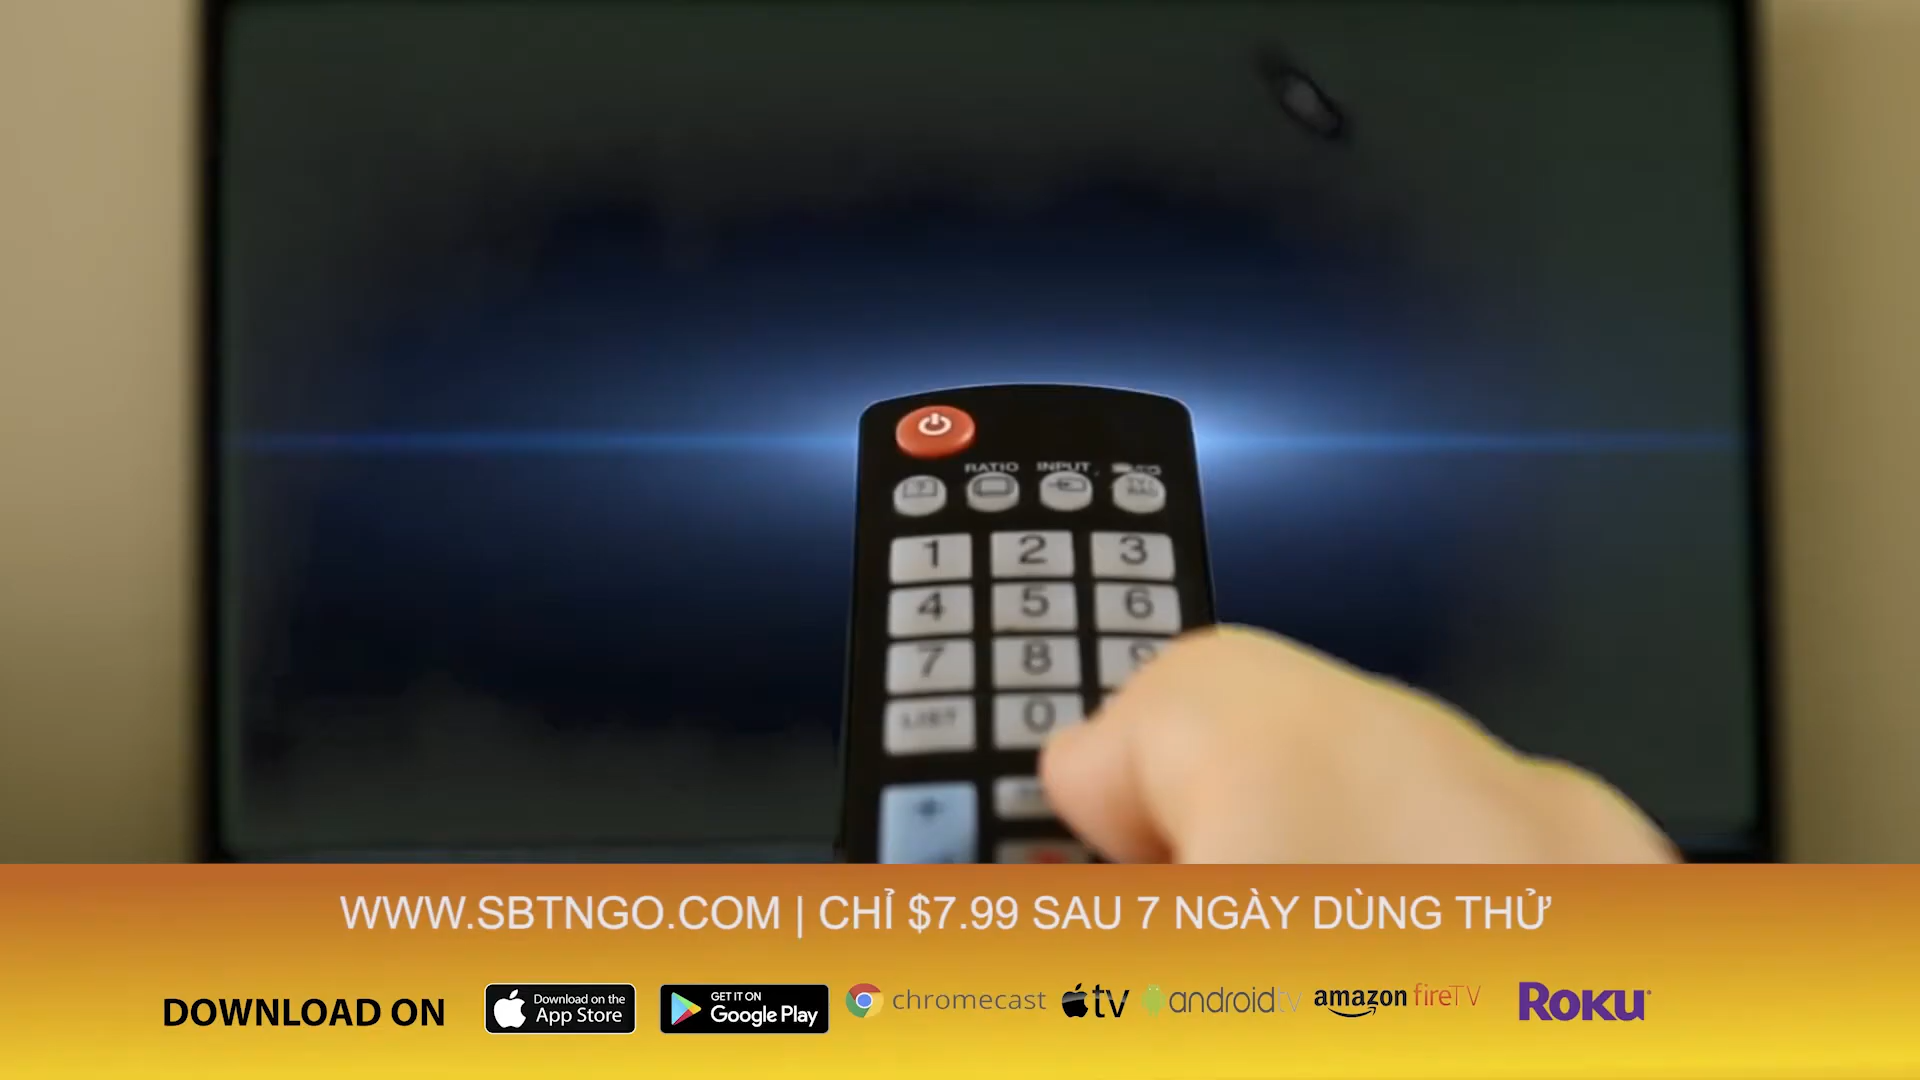 RATIO INPUT
1 2 3
4 5 6
7 8 9
LIST 0
WWW.SBTNGO.COM | CHỈ $7.99 SAU 7 NGÀY DÙNG THỬ
DOWNLOAD ON
Download on the
App Store
GET IT ON
Google Play
chromecast
tv
androidtv
amazon fireTV
ROKU